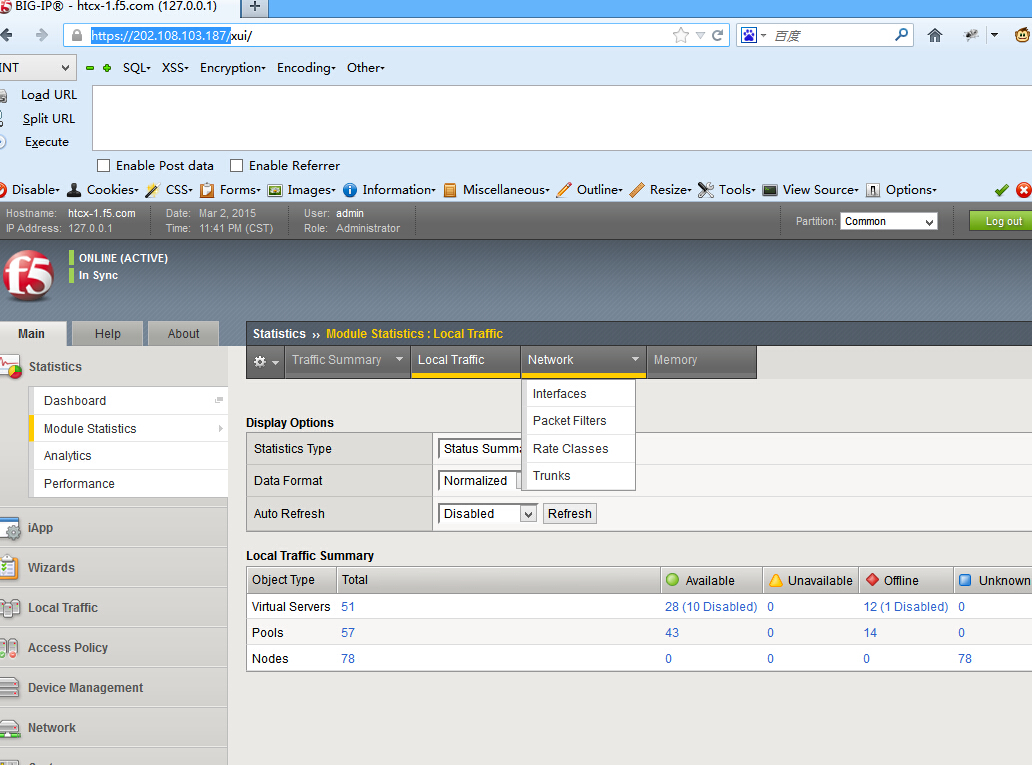 BIG-IP® - htcx-1.f5.com (127.0.0.1)
https://202.108.103.187/xui/
百度
INT SQL XSS Encryption Encoding Other
Load URL
Split URL
Execute
Enable Post data Enable Referrer
Disable Cookies CSS Forms Images Information Miscellaneous Outline Resize Tools View Source Options
Hostname: htcx-1.f5.com Date: Mar 2, 2015 User: admin
IP Address: 127.0.0.1 Time: 11:41 PM (CST) Role: Administrator
Partition: Common Log out
f5
ONLINE (ACTIVE)
In Sync
Main Help About
Statistics
Dashboard
Module Statistics
Analytics
Performance
iApp
Wizards
Local Traffic
Access Policy
Device Management
Network
Statistics ›› Module Statistics : Local Traffic
Traffic Summary Local Traffic Network Memory
Interfaces
Packet Filters
Rate Classes
Trunks
Display Options
Statistics Type Status Summa
Data Format Normalized
Auto Refresh Disabled Refresh
Local Traffic Summary
Object Type Total Available Unavailable Offline Unknown
Virtual Servers 51 28 (10 Disabled) 0 12 (1 Disabled) 0
Pools 57 43 0 14 0
Nodes 78 0 0 0 78